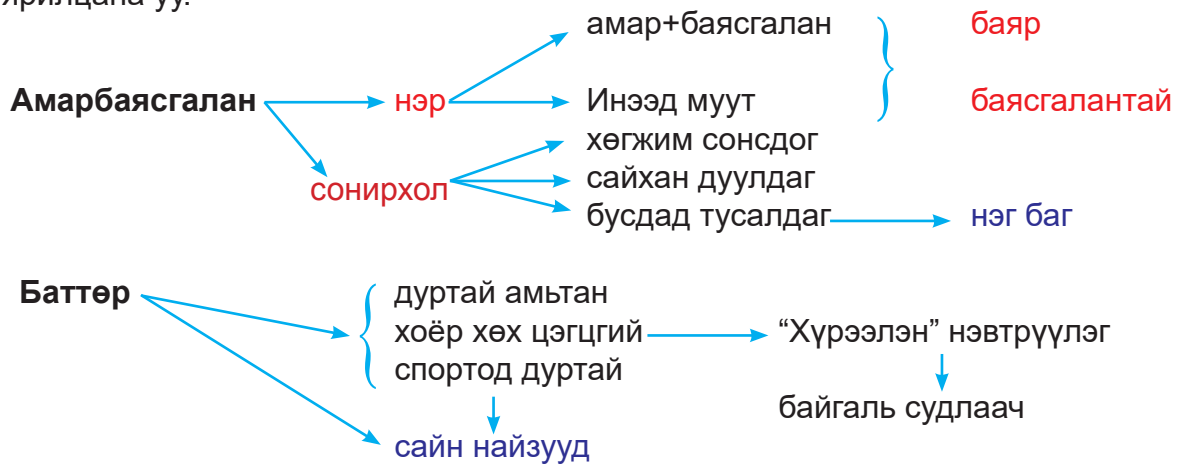 амар+баясгалан баяр
Амарбаясгалан нэр Инээд муут баясгалантай
хөгжим сонсдог
сонирхол сайхан дуулдаг
бусдад тусалдаг нэг баг
Баттөр дуртай амьтан
хоёр хөх цэгцгий “Хүрээлэн” нэвтрүүлэг
спортод дуртай
байгаль судлаач
сайн найзууд